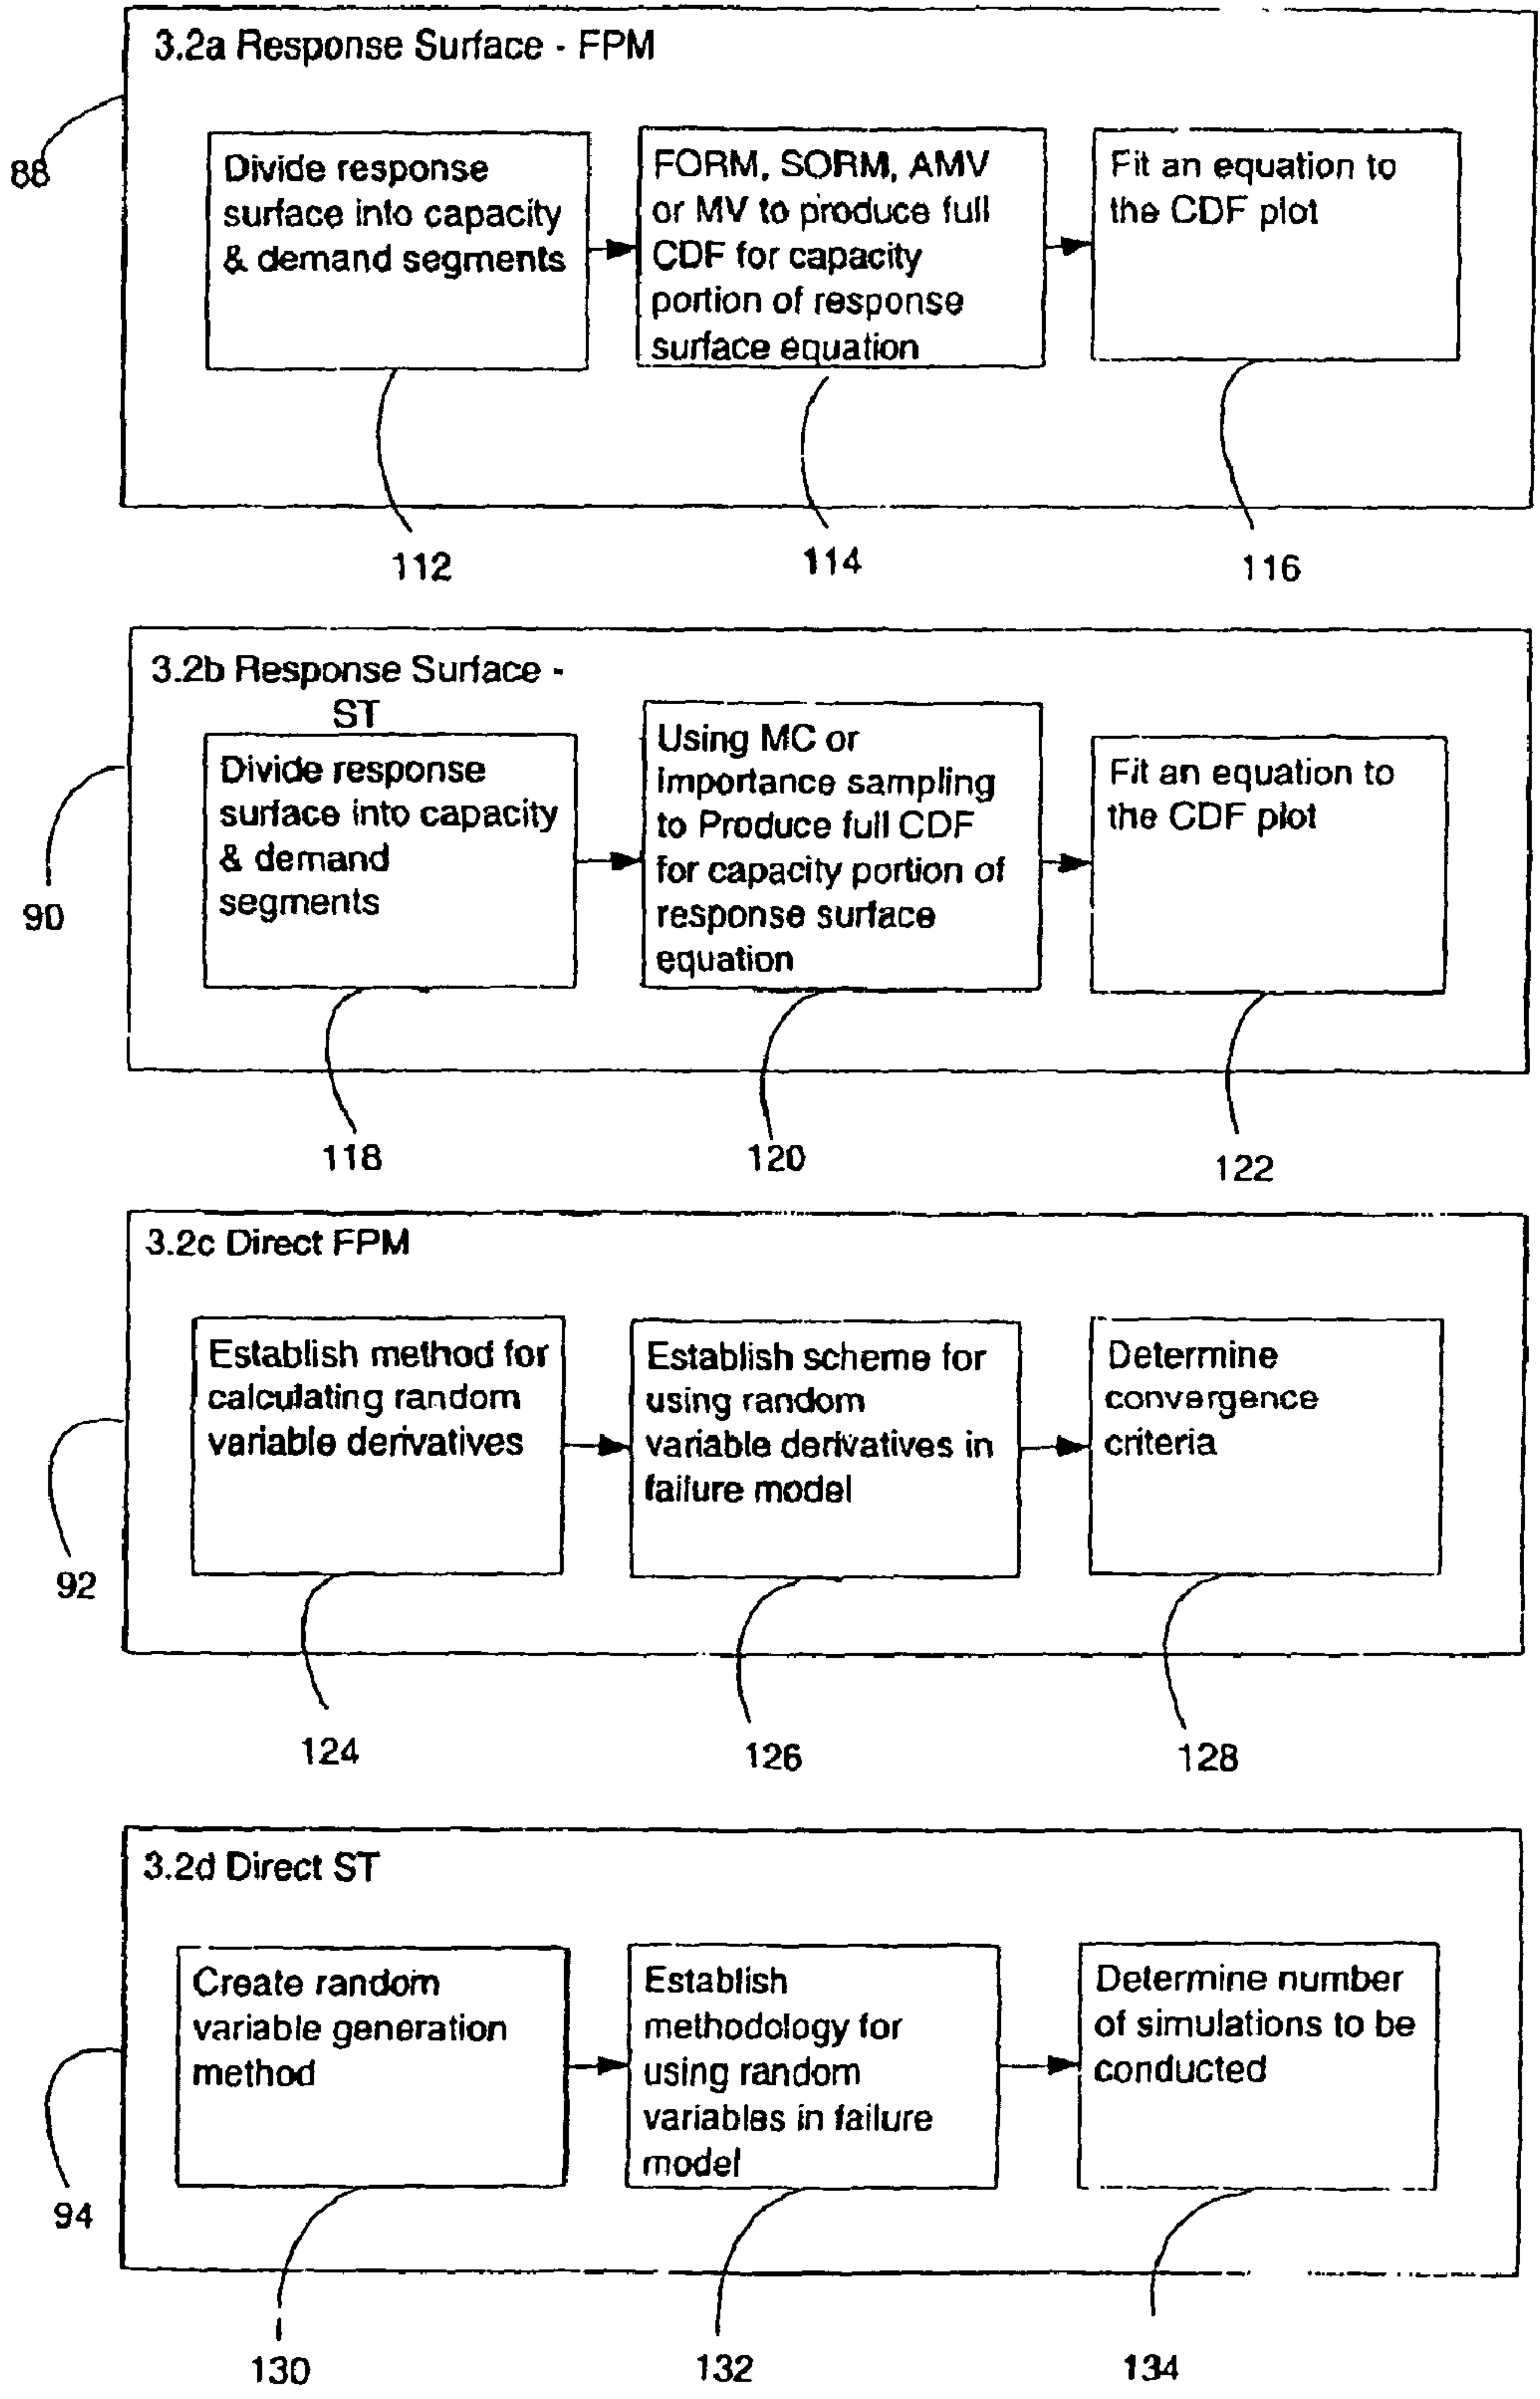 3.2a Response Surface - FPM
88
Divide response
surface into capacity
& demand segments
FORM, SORM, AMV
or MV to produce full
CDF for capacity
portion of response
surface equation
Fit an equation to
the CDF plot
112
114
116
3.2b Response Surface -
ST
90
Divide response
surface into capacity
& demand
segments
Using MC or
Importance sampling
to Produce full CDF
for capacity portion of
response surface
equation
Fit an equation to
the CDF plot
118
120
122
3.2c Direct FPM
92
Establish method for
calculating random
variable derivatives
Establish scheme for
using random
variable derivatives in
failure model
Determine
convergence
criteria
124
126
128
3.2d Direct ST
94
Create random
variable generation
method
Establish
methodology for
using random
variables in failure
model
Determine number
of simulations to be
conducted
130
132
134